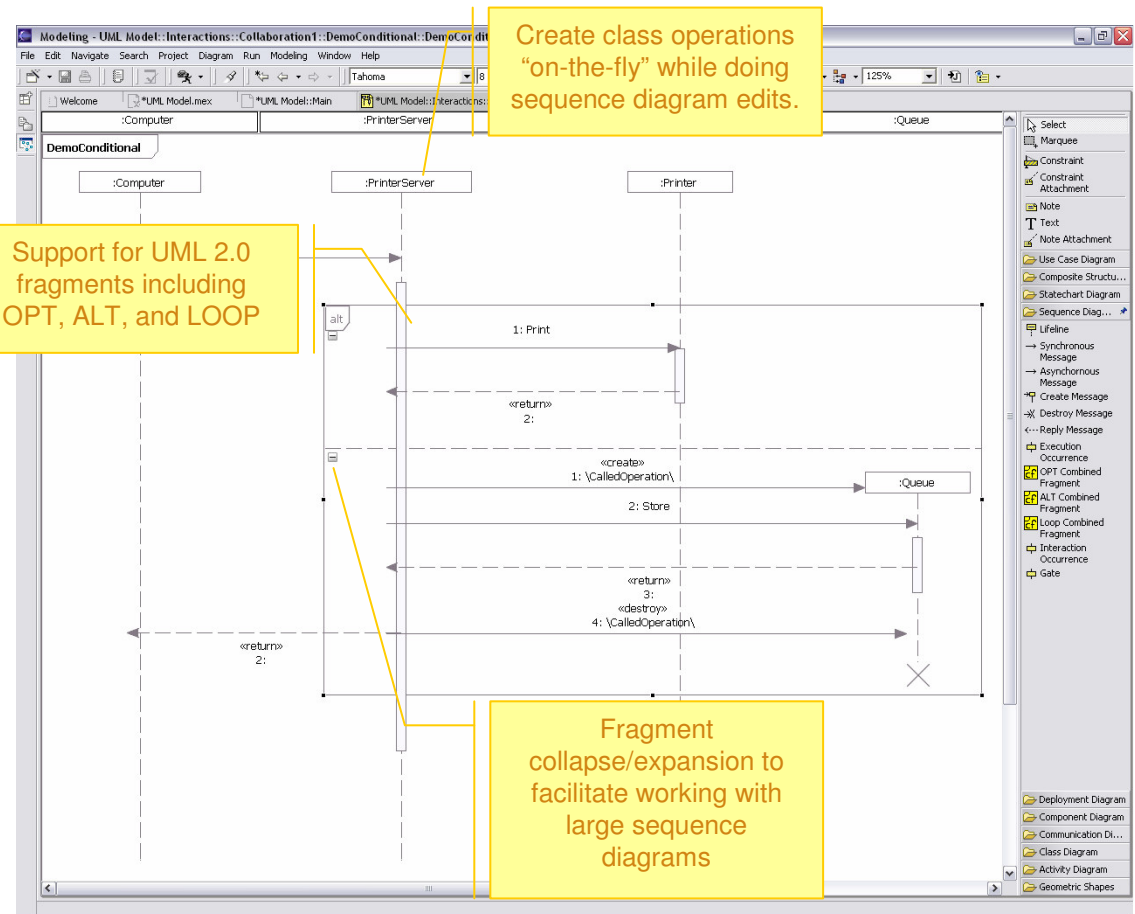 Modeling - UML Model::Interactions::Collaboration1::DemoConditional::DemoCondit
File Edit Navigate Search Project Diagram Run Modeling Window Help
Tahoma 8 125%
Welcome *UML Model.mex *UML Model::Main *UML Model::Interactions::
:Computer :PrinterServer :Queue
DemoConditional
:Computer :PrinterServer :Printer
Create class operations
“on-the-fly” while doing
sequence diagram edits.
Support for UML 2.0
fragments including
OPT, ALT, and LOOP
alt
1: Print
«return»
2:
«create»
1: \CalledOperation\
:Queue
2: Store
«return»
3:
«destroy»
4: \CalledOperation\
«return»
2:
Fragment
collapse/expansion to
facilitate working with
large sequence
diagrams
Select
Marquee
Constraint
Constraint
Attachment
Note
Text
Note Attachment
Use Case Diagram
Composite Structu...
Statechart Diagram
Sequence Diag...
Lifeline
Synchronous
Message
Asynchornous
Message
Create Message
Destroy Message
Reply Message
Execution
Occurrence
OPT Combined
Fragment
ALT Combined
Fragment
Loop Combined
Fragment
Interaction
Occurrence
Gate
Deployment Diagram
Component Diagram
Communication Di...
Class Diagram
Activity Diagram
Geometric Shapes